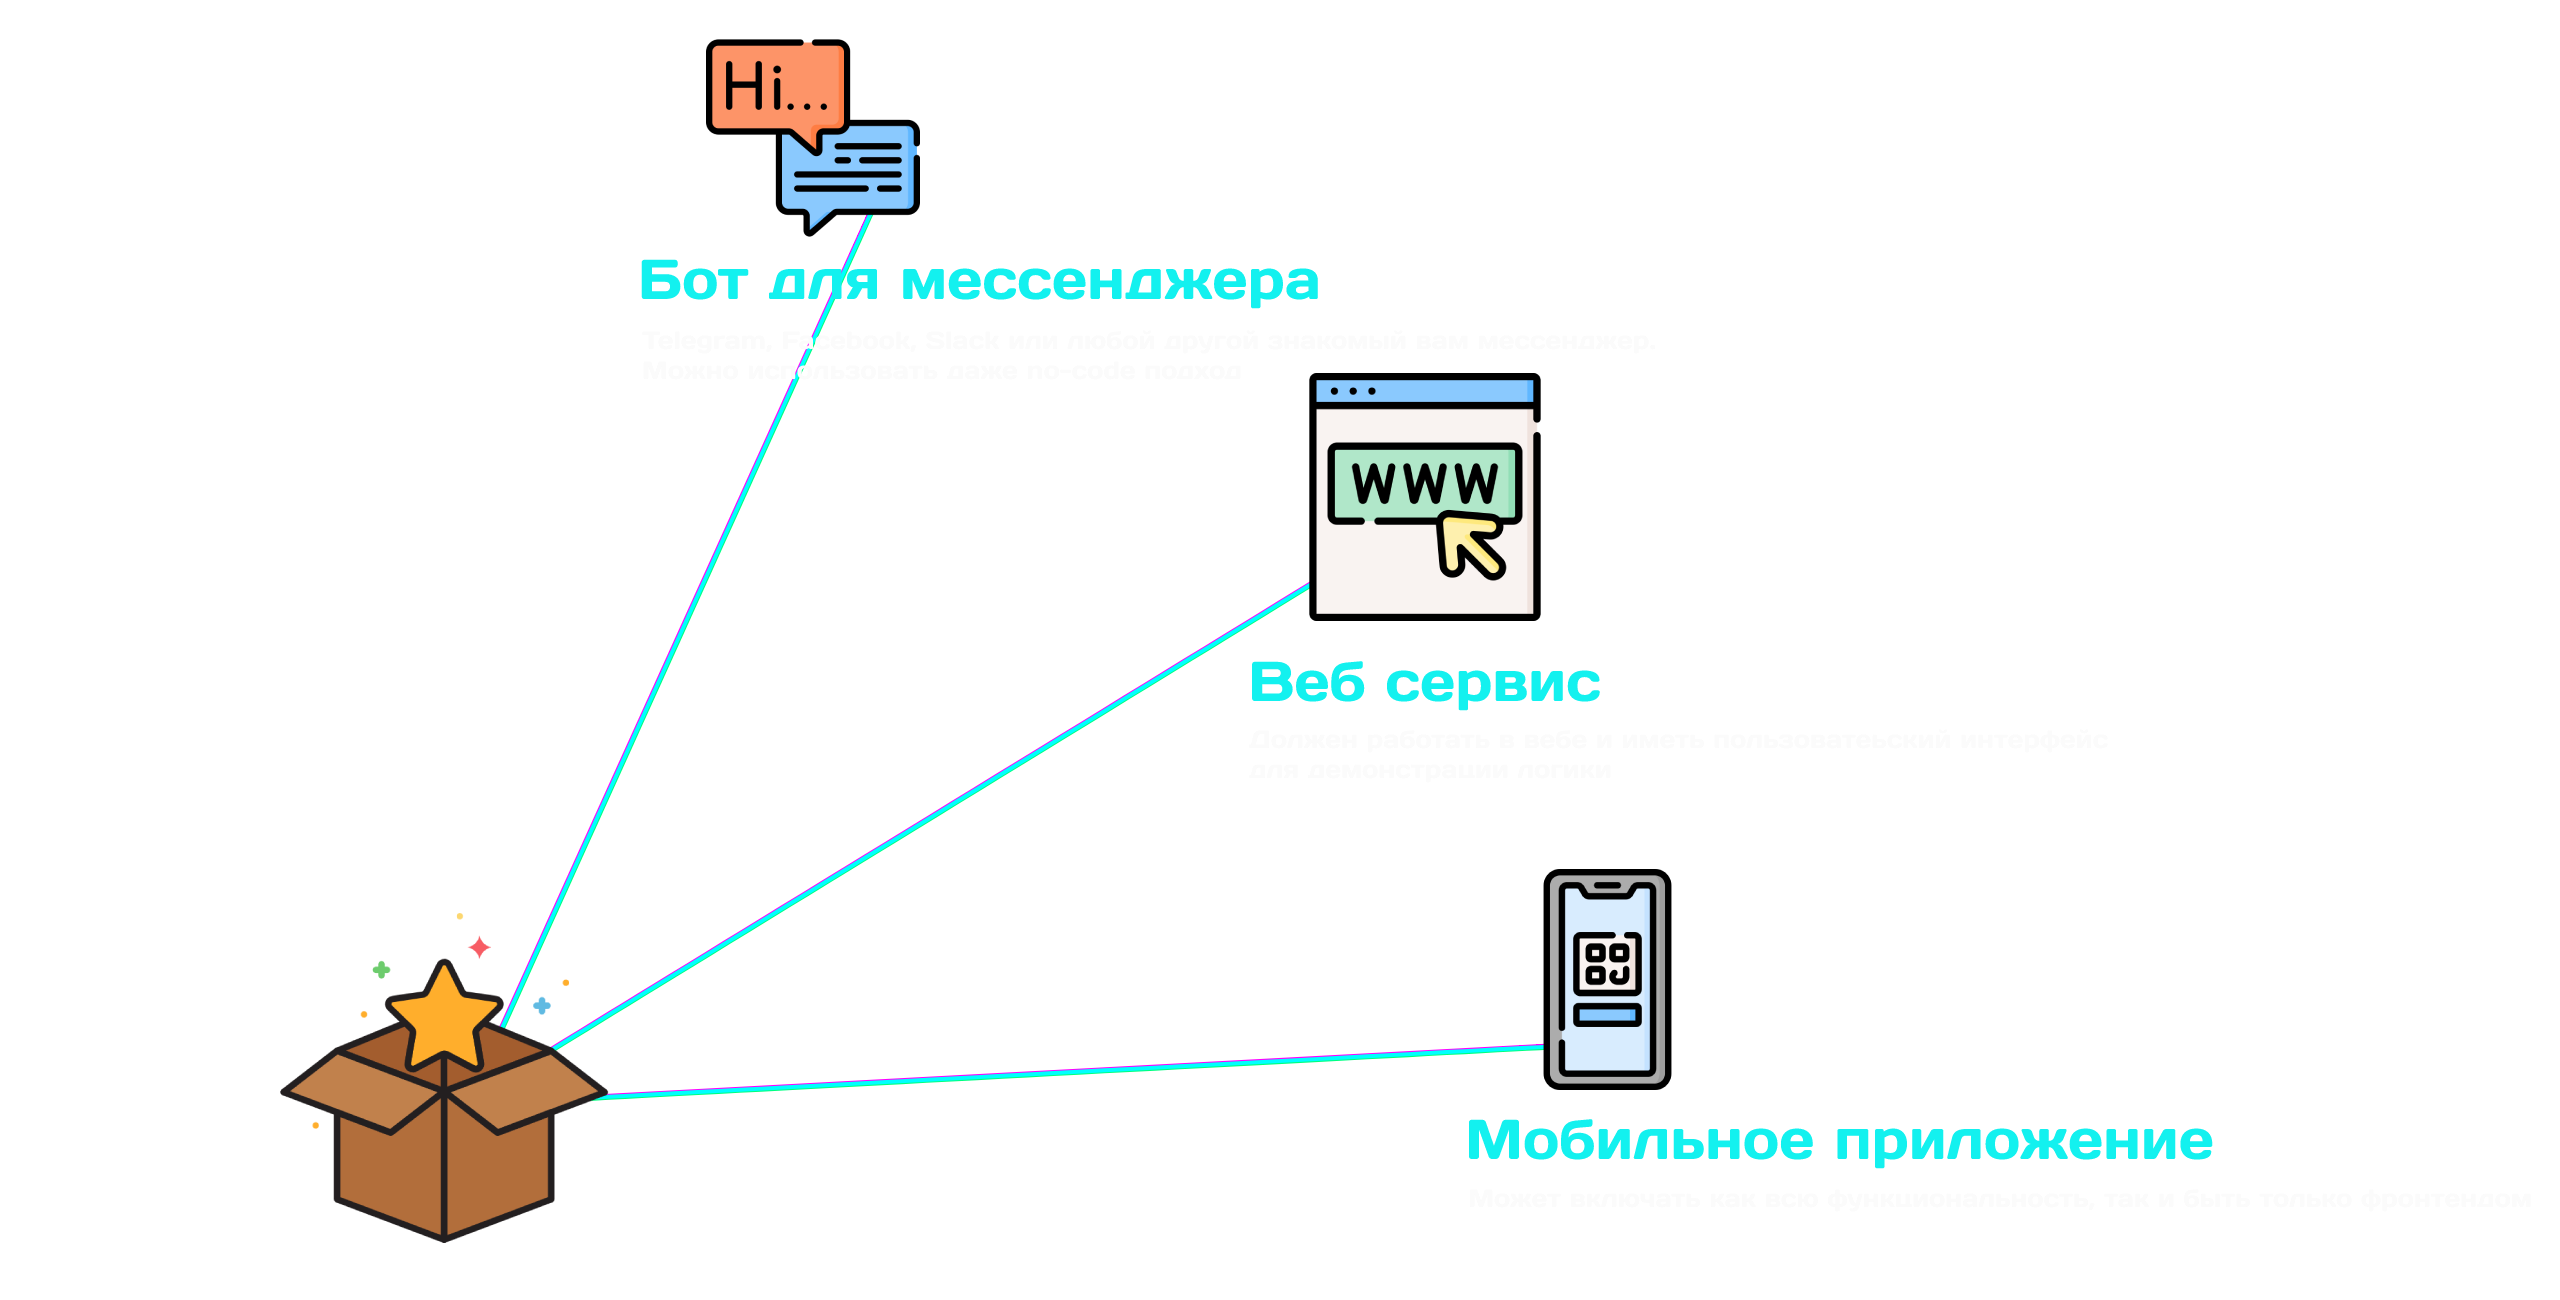 Hi...
Бот для мессенджера
Telegram, Facebook, Slack или любой другой знакомый вам мессенджер.
Можно использовать даже no-code подход
WWW
Веб сервис
Должен работать в вебе и иметь пользоватеьский интерфейс
для демонстрации логики
Мобильное приложение
Может включать как всю функциональность, так и быть только фронтендом